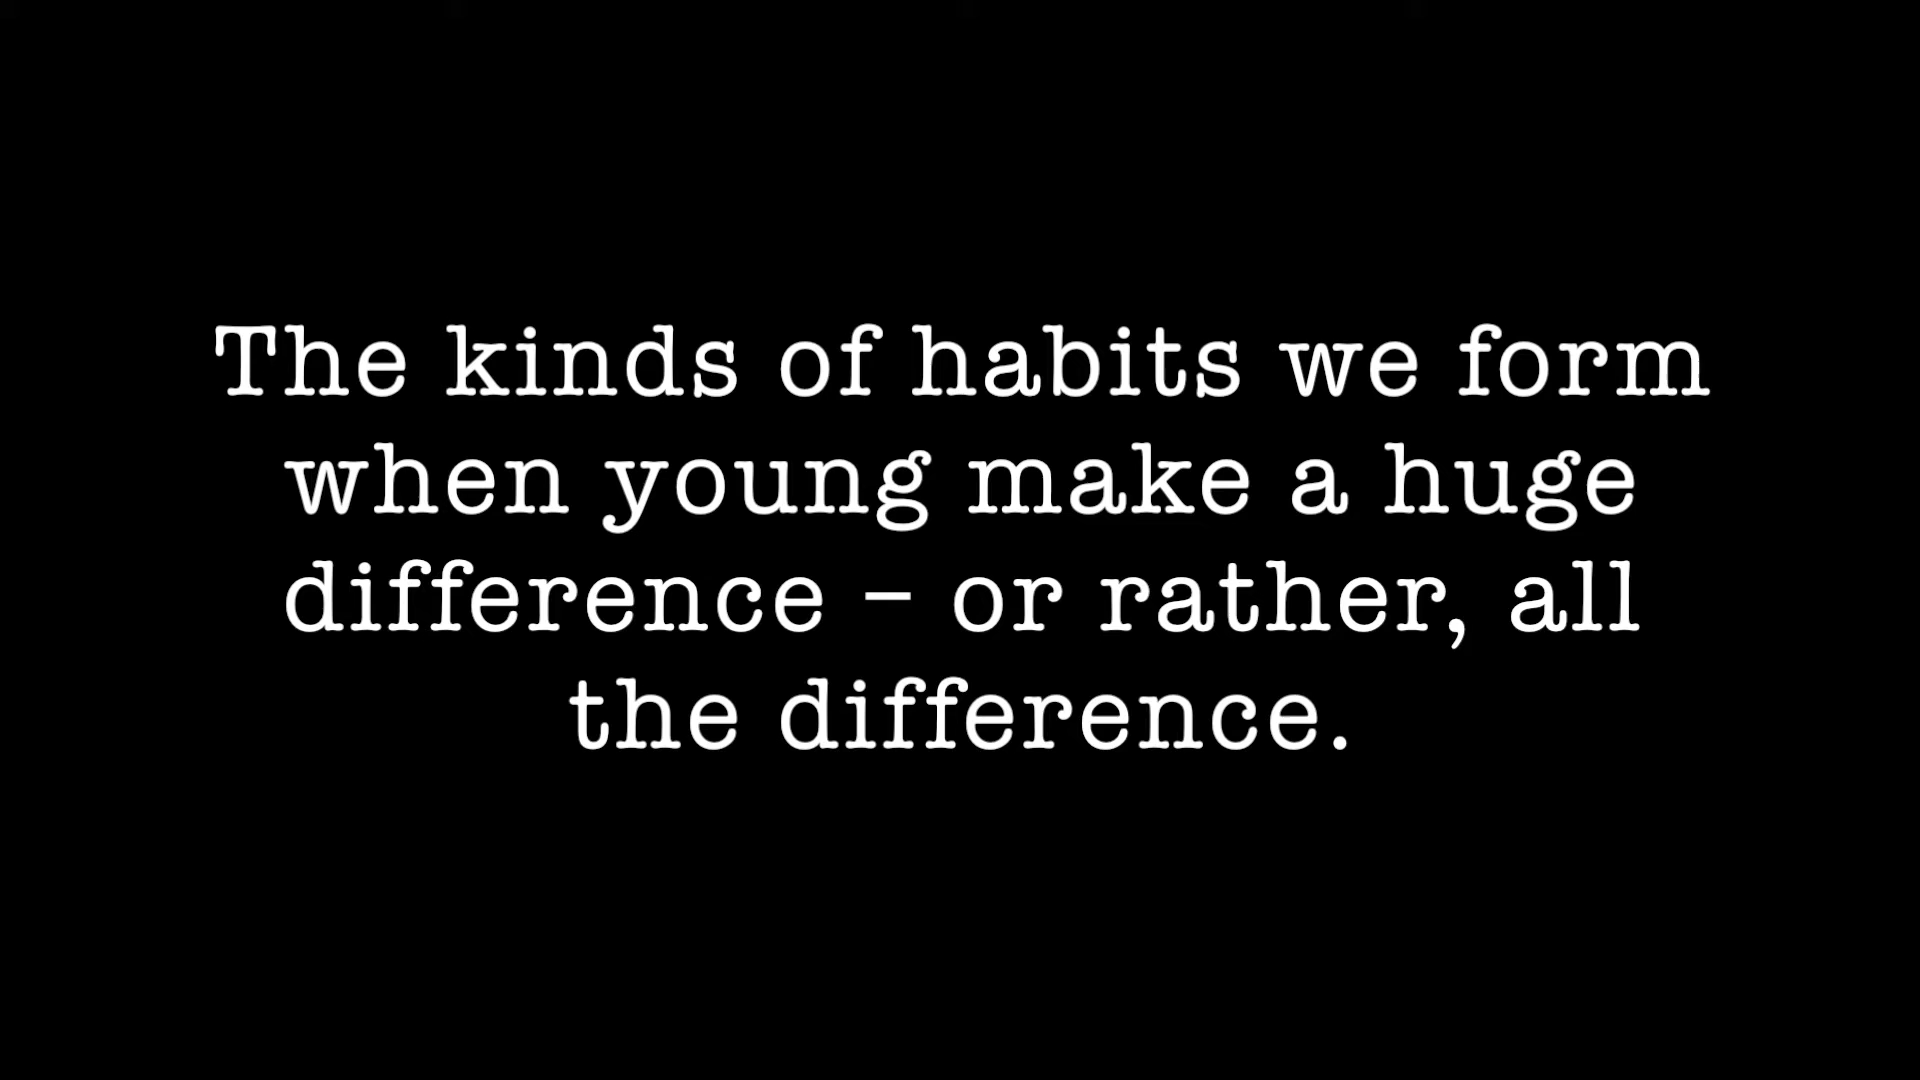 The kinds of habits we form
when young make a huge
difference – or rather, all
the difference.